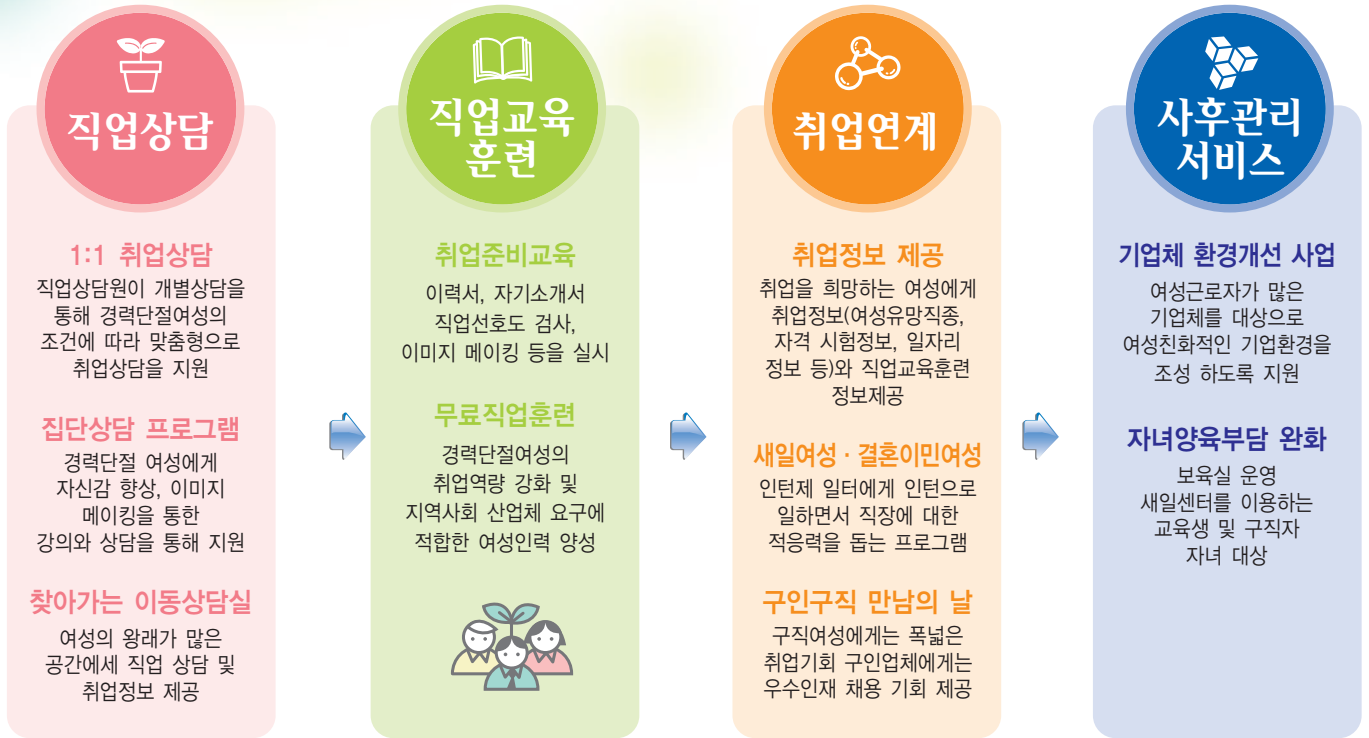 직업상담
1:1 취업상담
직업상담원이 개별상담을
통해 경력단절여성의
조건에 따라 맞춤형으로
취업상담을 지원
집단상담 프로그램
경력단절 여성에게
자신감 향상, 이미지
메이킹을 통한
강의와 상담을 통해 지원
찾아가는 이동상담실
여성의 왕래가 많은
공간에세 직업 상담 및
취업정보 제공
직업교육
훈련
취업준비교육
이력서, 자기소개서
직업선호도 검사,
이미지 메이킹 등을 실시
무료직업훈련
경력단절여성의
취업역량 강화 및
지역사회 산업체 요구에
적합한 여성인력 양성
취업연계
취업정보 제공
취업을 희망하는 여성에게
취업정보(여성유망직종,
자격 시험정보, 일자리
정보 등)와 직업교육훈련
정보제공
새일여성 · 결혼이민여성
인턴제 일터에게 인턴으로
일하면서 직장에 대한
적응력을 돕는 프로그램
구인구직 만남의 날
구직여성에게는 폭넓은
취업기회 구인업체에게는
우수인재 채용 기회 제공
사후관리
서비스
기업체 환경개선 사업
여성근로자가 많은
기업체를 대상으로
여성친화적인 기업환경을
조성 하도록 지원
자녀양육부담 완화
보육실 운영
새일센터를 이용하는
교육생 및 구직자
자녀 대상